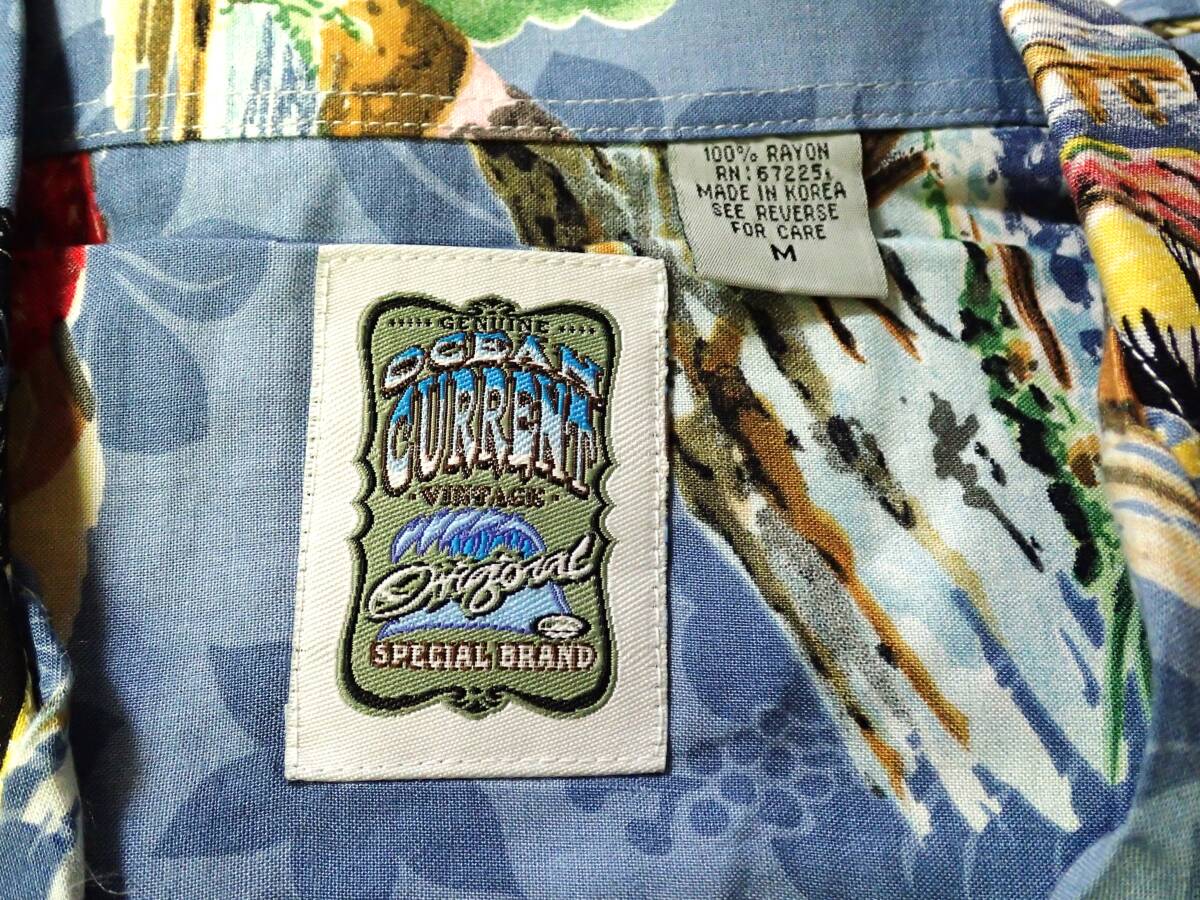 100% RAYON
RN: 67225
MADE IN KOREA
SEE REVERSE
FOR CARE
M
GENUINE
OCEAN
CURRENT
VINTAGE
Original
SPECIAL BRAND